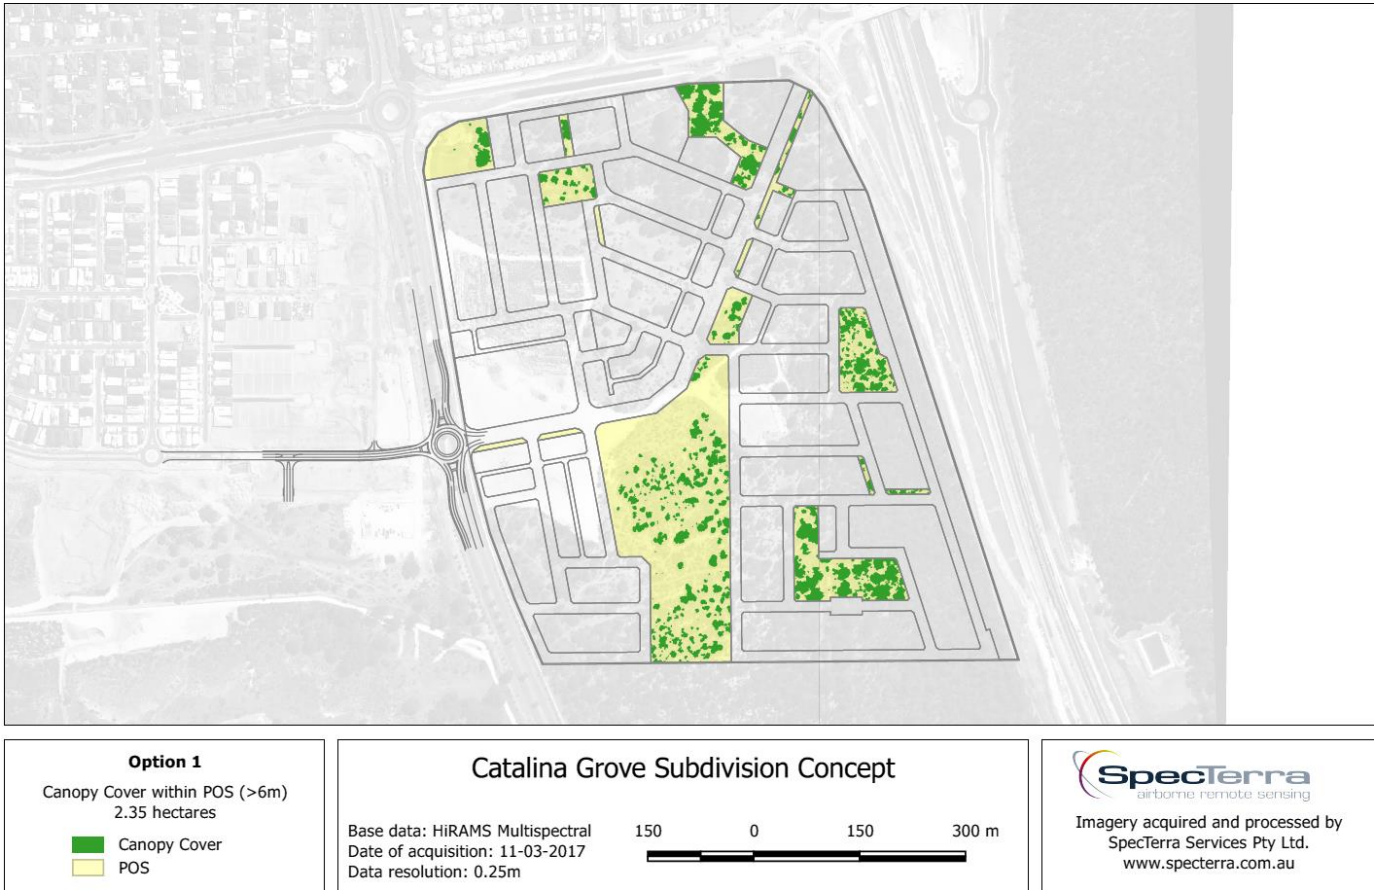 Option 1
Canopy Cover within POS (>6m)
2.35 hectares
Canopy Cover
POS
Catalina Grove Subdivision Concept
Base data: HiRAMS Multispectral
Date of acquisition: 11-03-2017
Data resolution: 0.25m
150 0 150 300 m
SpecTerra
airborne remote sensing
Imagery acquired and processed by
SpecTerra Services Pty Ltd.
www.specterra.com.au